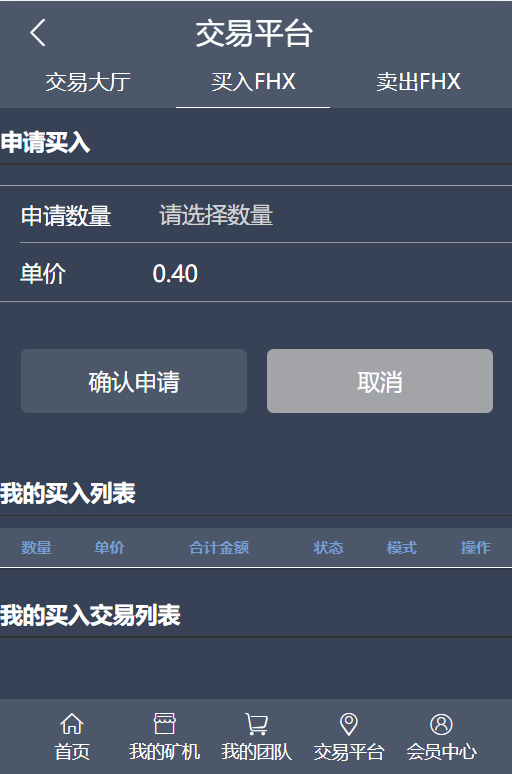 交易平台
交易大厅 买入FHX 卖出FHX
申请买入
申请数量 请选择数量
单价 0.40
确认申请 取消
我的买入列表
数量 单价 合计金额 状态 模式 操作
我的买入交易列表
首页 我的矿机 我的团队 交易平台 会员中心